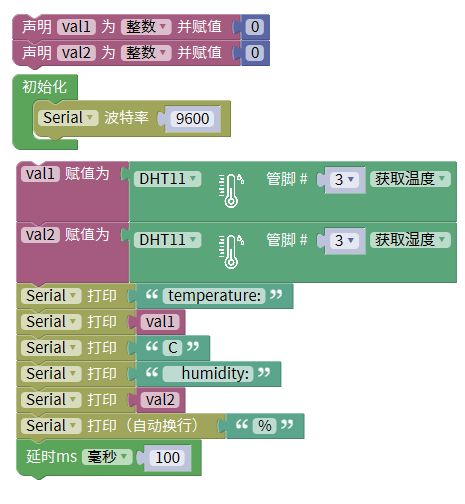 声明 val1 为 整数 并赋值 0
声明 val2 为 整数 并赋值 0
初始化
Serial 波特率 9600
val1 赋值为 DHT11 管脚 # 3 获取温度
val2 赋值为 DHT11 管脚 # 3 获取湿度
Serial 打印 “ temperature: ”
Serial 打印 val1
Serial 打印 “ C ”
Serial 打印 “ humidity: ”
Serial 打印 val2
Serial 打印（自动换行） “ % ”
延时ms 毫秒 100